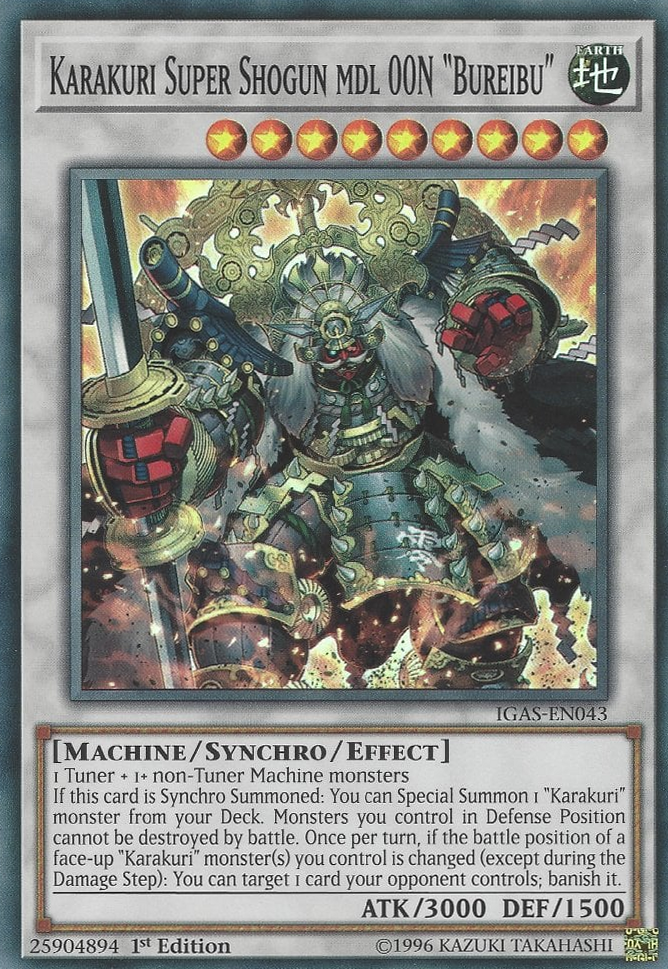 Karakuri Super Shogun mdl 00N "Bureibu"
EARTH
地
零
IGAS-EN043
[Machine/Synchro/Effect]
1 Tuner + 1+ non-Tuner Machine monsters
If this card is Synchro Summoned: You can Special Summon 1 "Karakuri"
monster from your Deck. Monsters you control in Defense Position
cannot be destroyed by battle. Once per turn, if the battle position of a
face-up "Karakuri" monster(s) you control is changed (except during the
Damage Step): You can target 1 card your opponent controls; banish it.
ATK/3000 DEF/1500
25904894 1st Edition
©1996 KAZUKI TAKAHASHI